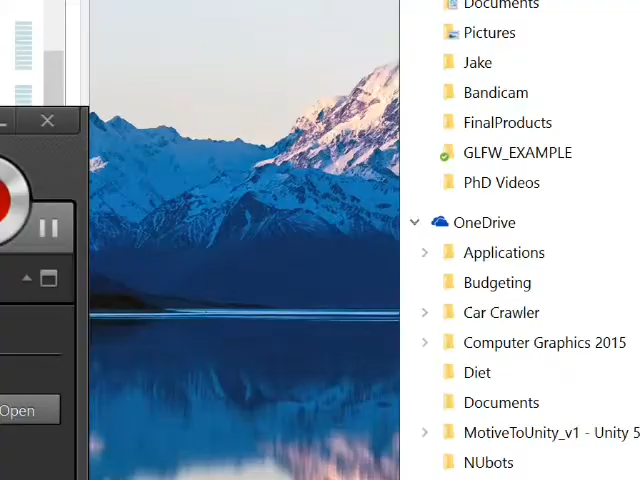 Documents
Pictures
Jake
Bandicam
FinalProducts
GLFW_EXAMPLE
PhD Videos
OneDrive
Applications
Budgeting
Car Crawler
Computer Graphics 2015
Diet
Documents
MotiveToUnity_v1 - Unity 5
NUbots
Open